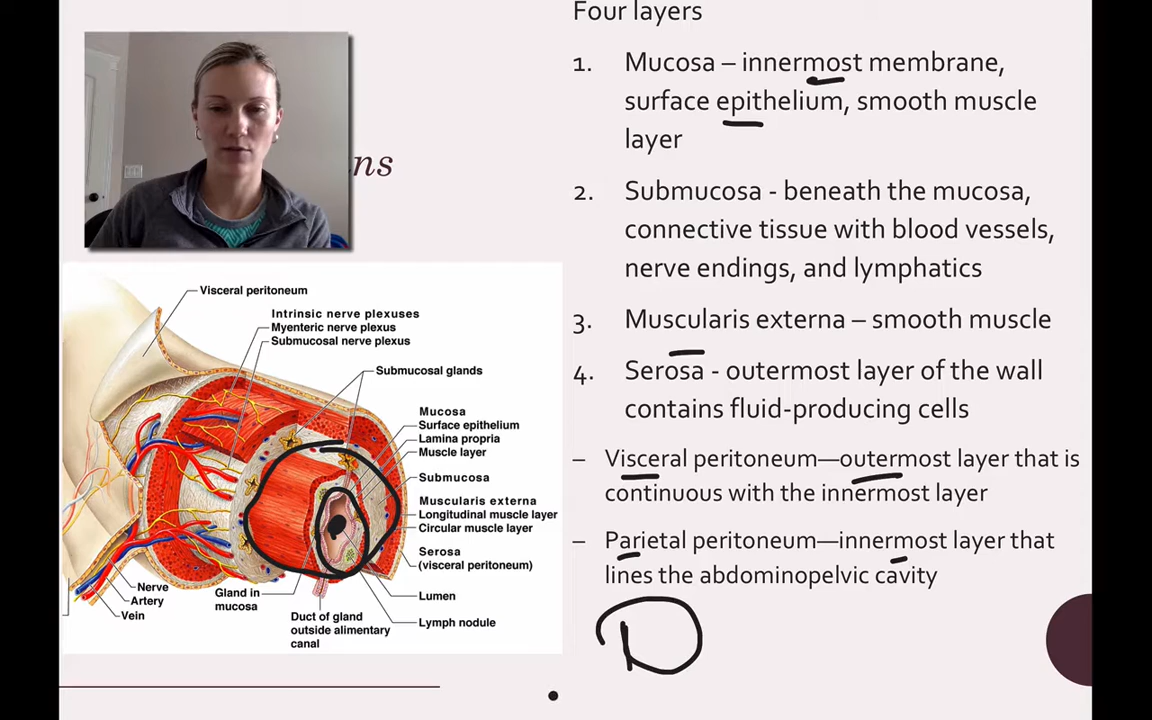 Four layers
1. Mucosa – innermost membrane,
surface epithelium, smooth muscle
layer
2. Submucosa - beneath the mucosa,
connective tissue with blood vessels,
nerve endings, and lymphatics
3. Muscularis externa – smooth muscle
4. Serosa - outermost layer of the wall
contains fluid-producing cells
– Visceral peritoneum—outermost layer that is
continuous with the innermost layer
– Parietal peritoneum—innermost layer that
lines the abdominopelvic cavity
ns
Visceral peritoneum
Intrinsic nerve plexuses
Myenteric nerve plexus
Submucosal nerve plexus
Submucosal glands
Mucosa
Surface epithelium
Lamina propria
Muscle layer
Submucosa
Muscularis externa
Longitudinal muscle layer
Circular muscle layer
Serosa
(visceral peritoneum)
Nerve
Artery
Vein
Gland in
mucosa
Duct of gland
outside alimentary
canal
Lumen
Lymph nodule